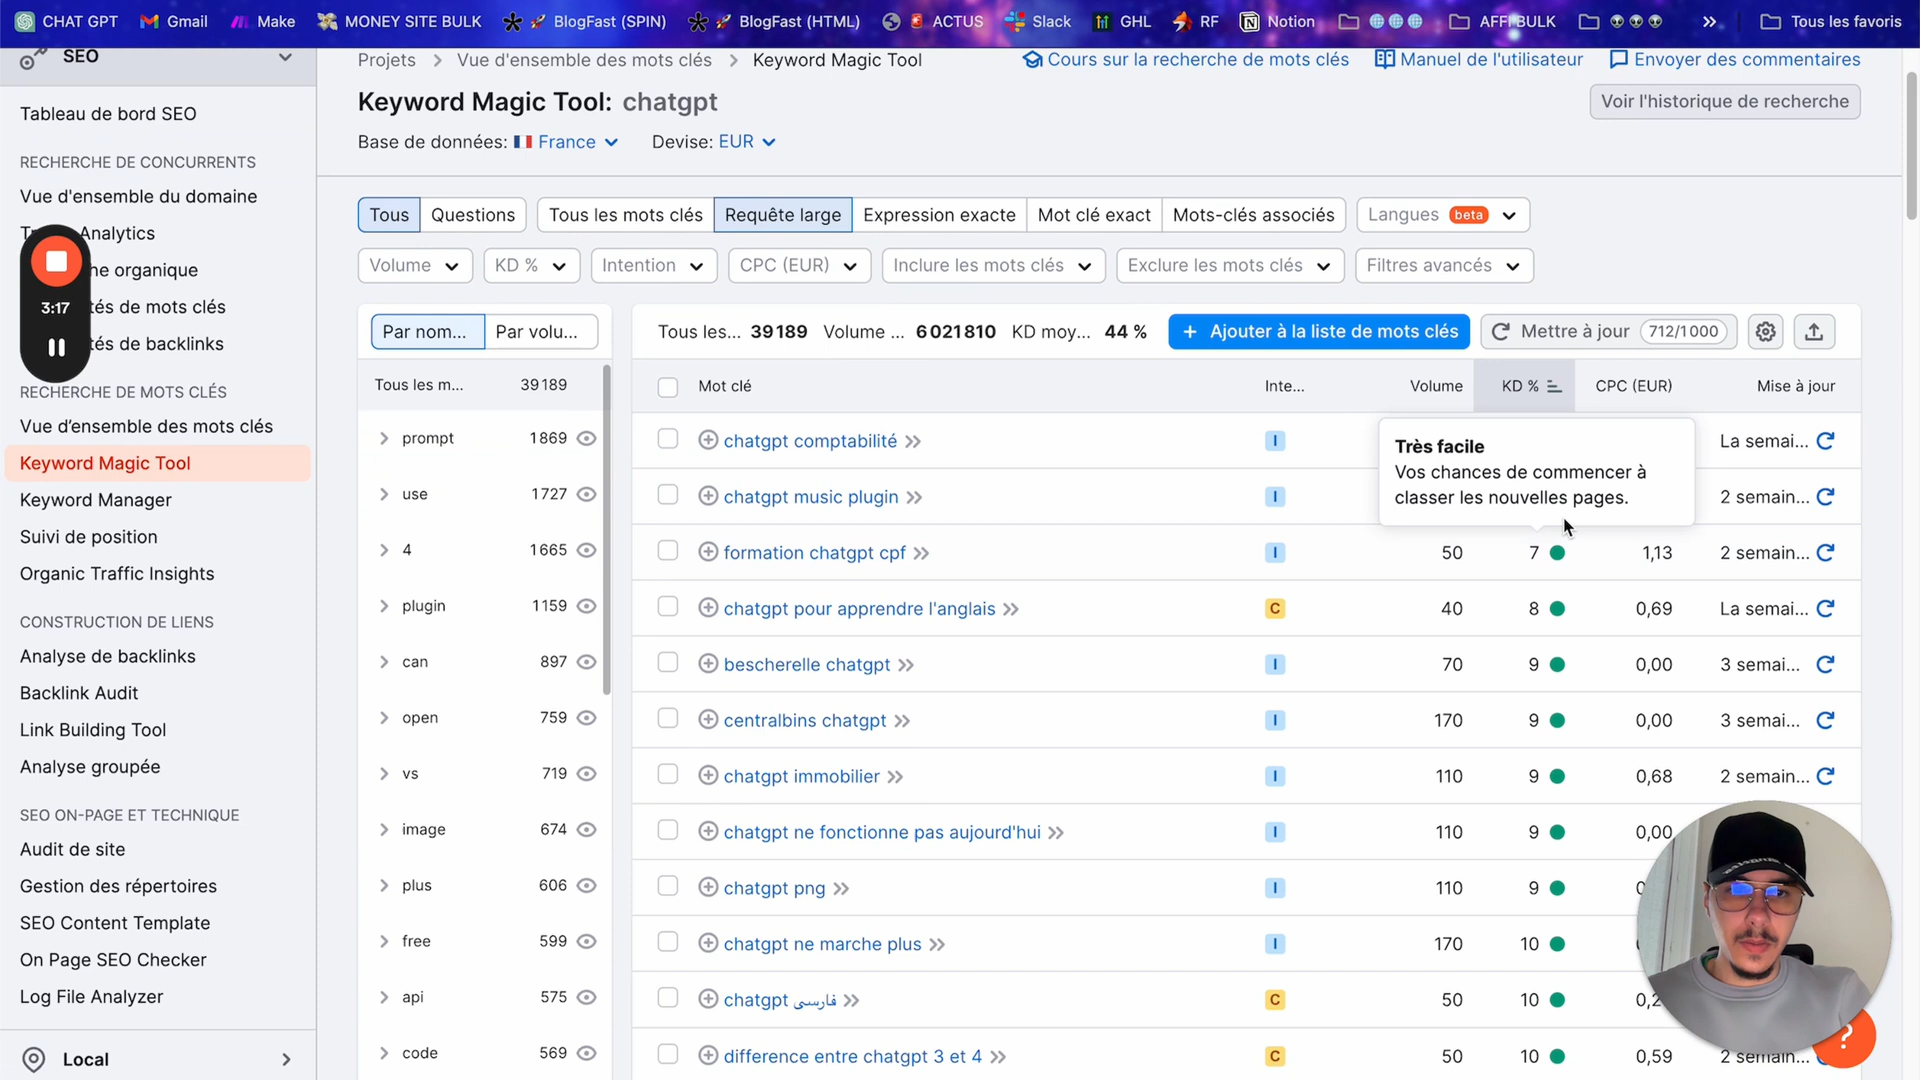 CHAT GPT Gmail Make MONEY SITE BULK BlogFast (SPIN) BlogFast (HTML) ACTUS Slack GHL RF Notion AFFI BULK Tous les favoris
SEO
Tableau de bord SEO
RECHERCHE DE CONCURRENTS
Vue d'ensemble du domaine
Analytics
he organique
tés de mots clés
tés de backlinks
3:17
RECHERCHE DE MOTS CLÉS
Vue d'ensemble des mots clés
Keyword Magic Tool
Keyword Manager
Suivi de position
Organic Traffic Insights
CONSTRUCTION DE LIENS
Analyse de backlinks
Backlink Audit
Link Building Tool
Analyse groupée
SEO ON-PAGE ET TECHNIQUE
Audit de site
Gestion des répertoires
SEO Content Template
On Page SEO Checker
Log File Analyzer
Local
Projets > Vue d'ensemble des mots clés > Keyword Magic Tool
Cours sur la recherche de mots clés Manuel de l'utilisateur Envoyer des commentaires
Keyword Magic Tool: chatgpt
Voir l'historique de recherche
Base de données: France Devise: EUR
Tous Questions Tous les mots clés Requête large Expression exacte Mot clé exact Mots-clés associés Langues beta
Volume KD % Intention CPC (EUR) Inclure les mots clés Exclure les mots clés Filtres avancés
Par nom... Par volu...
Tous les m... 39 189
prompt 1869
use 1727
4 1665
plugin 1159
can 897
open 759
vs 719
image 674
plus 606
free 599
api 575
code 569
Tous les... 39 189 Volume ... 6 021 810 KD moy... 44 % + Ajouter à la liste de mots clés Mettre à jour 712/1 000
Mot clé Inte... Volume KD % CPC (EUR) Mise à jour
chatgpt comptabilité I La semai...
chatgpt music plugin I 2 semain...
Très facile
Vos chances de commencer à
classer les nouvelles pages.
formation chatgpt cpf I 50 7 1,13 2 semain...
chatgpt pour apprendre l'anglais C 40 8 0,69 La semai...
bescherelle chatgpt I 70 9 0,00 3 semai...
centralbins chatgpt I 170 9 0,00 3 semai...
chatgpt immobilier I 110 9 0,68 2 semain...
chatgpt ne fonctionne pas aujourd'hui I 110 9 0,00
chatgpt png I 110 9
chatgpt ne marche plus I 170 10
chatgpt فارسی C 50 10
difference entre chatgpt 3 et 4 C 50 10 0,59 2 semain...
?